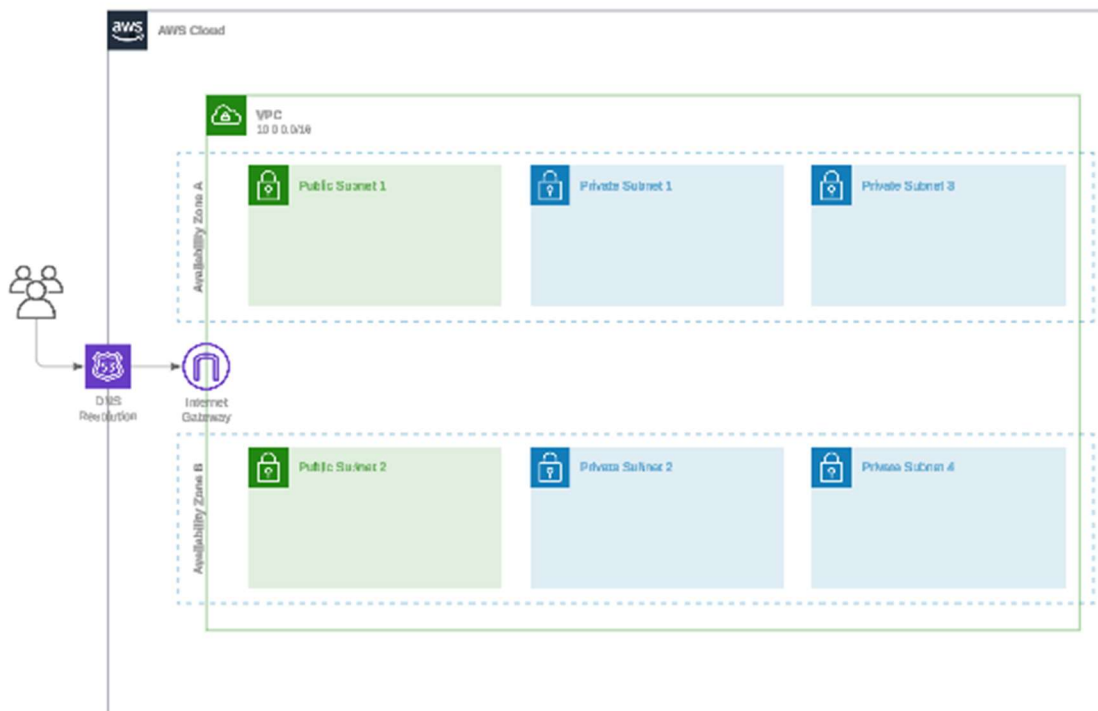 aws
AWS Cloud
VPC
10.0.0.0/16
Availability Zone A
Public Subnet 1
Private Subnet 1
Private Subnet 3
53
DNS
Resolution
Internet
Gateway
Availability Zone B
Public Subnet 2
Private Subnet 2
Private Subnet 4